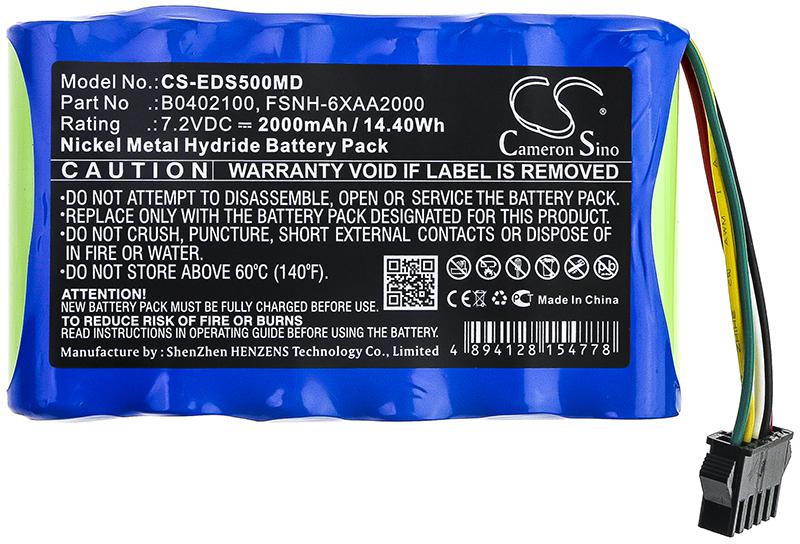 Model No.: CS-EDS500MD
Part No : B0402100, FSNH-6XAA2000
Rating : 7.2VDC ⎓ 2000mAh / 14.40Wh
Nickel Metal Hydride Battery Pack
CS
Cameron Sino
CAUTION WARRANTY VOID IF LABEL IS REMOVED
•DO NOT ATTEMPT TO DISASSEMBLE, OPEN OR SERVICE THE BATTERY PACK.
•REPLACE ONLY WITH THE BATTERY PACK DESIGNATED FOR THIS PRODUCT.
•DO NOT CRUSH, PUNCTURE, SHORT EXTERNAL CONTACTS OR DISPOSE OF
IN FIRE OR WATER.
•DO NOT STORE ABOVE 60°C (140°F).
ATTENTION!
NEW BATTERY PACK MUST BE FULLY CHARGED BEFORE USE.
TO REDUCE RISK OF FIRE OR BURNS
READ INSTRUCTIONS IN OPERATING GUIDE BEFORE USING THE BATTERY.
Manufacture by : ShenZhen HENZENS Technology Co., Limited
CE Made In China
4 894128 154778
AWM